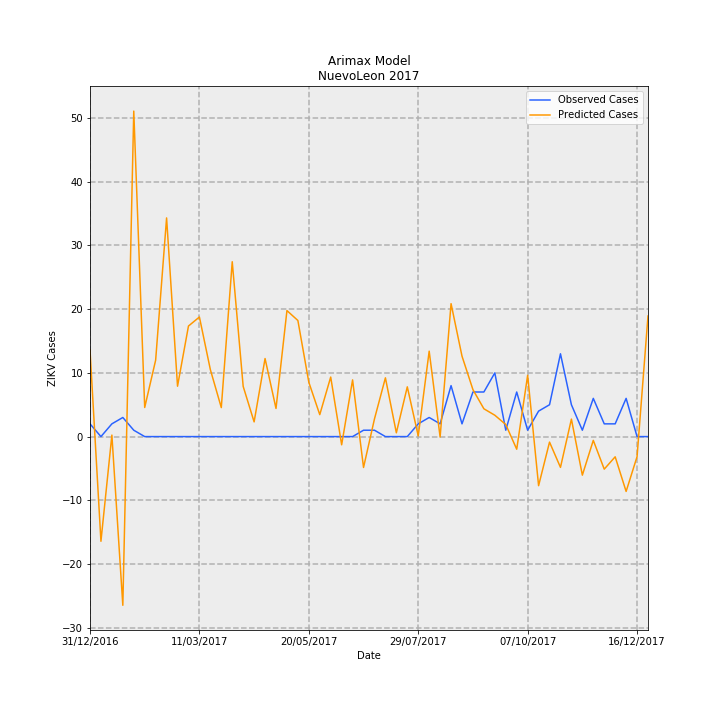 Arimax Model
NuevoLeon 2017
Observed Cases
Predicted Cases
ZIKV Cases
50
40
30
20
10
0
−10
−20
−30
31/12/2016 11/03/2017 20/05/2017 29/07/2017 07/10/2017 16/12/2017
Date